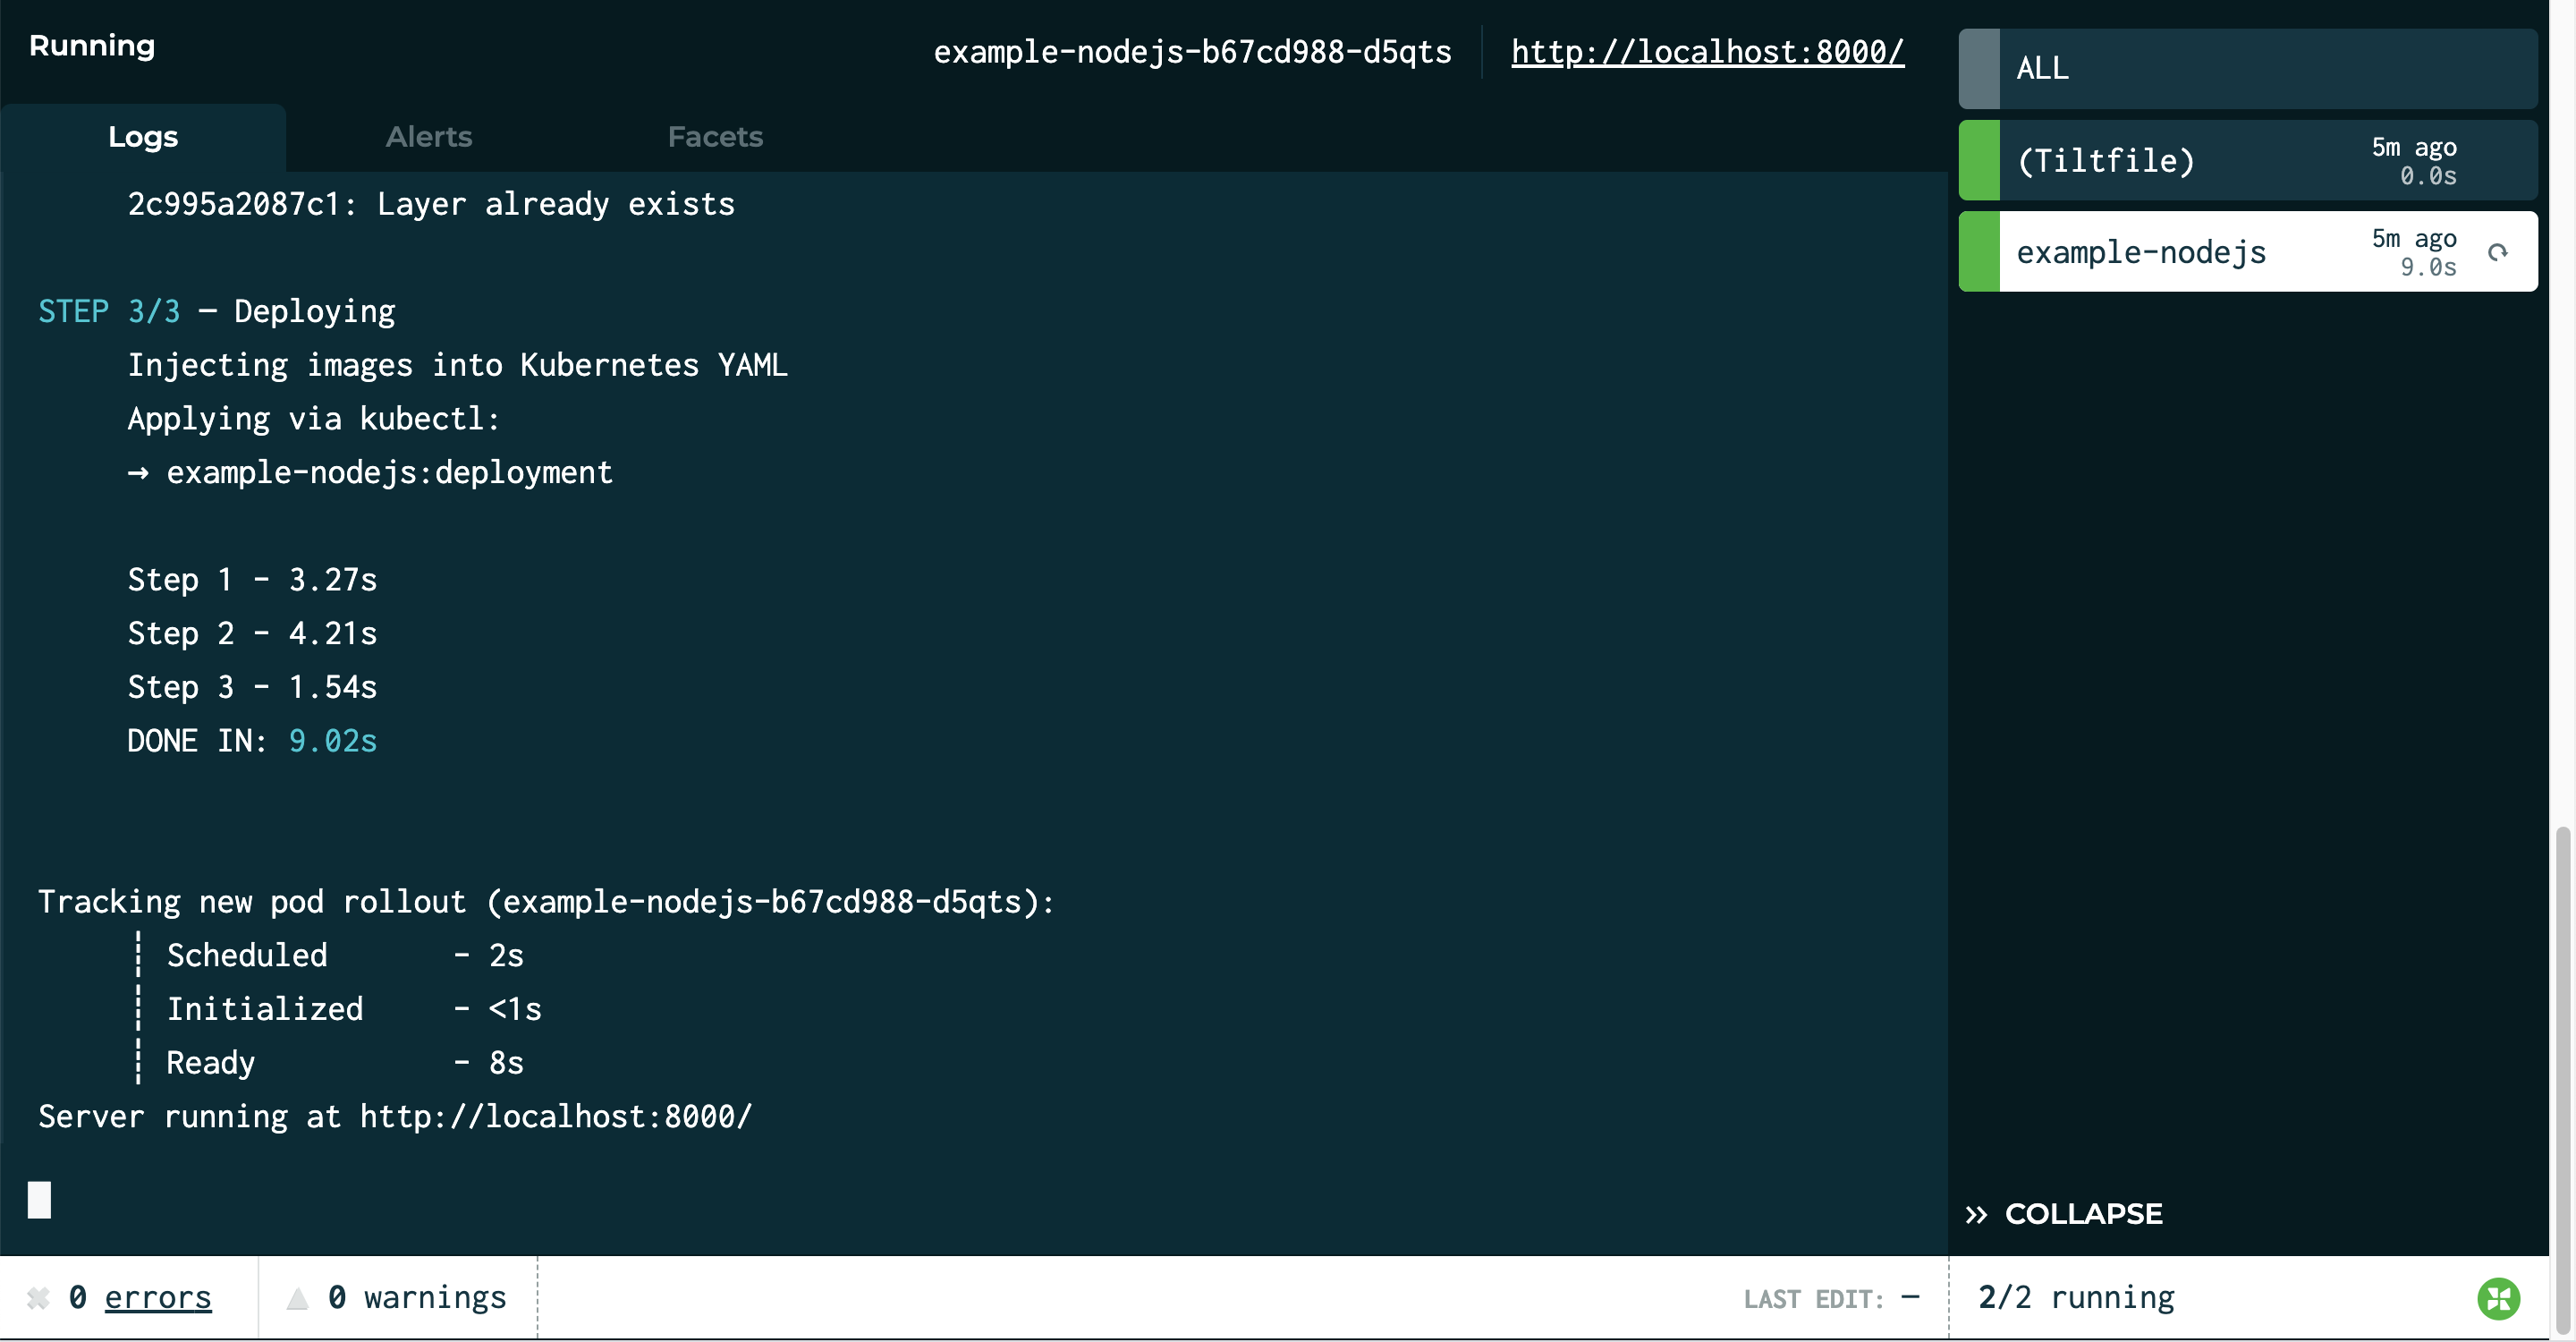 Running
example-nodejs-b67cd988-d5qts
http://localhost:8000/
Logs
Alerts
Facets
2c995a2087c1: Layer already exists
STEP 3/3 — Deploying
Injecting images into Kubernetes YAML
Applying via kubectl:
→ example-nodejs:deployment
Step 1 - 3.27s
Step 2 - 4.21s
Step 3 - 1.54s
DONE IN: 9.02s
Tracking new pod rollout (example-nodejs-b67cd988-d5qts):
┊ Scheduled - 2s
┊ Initialized - <1s
┊ Ready - 8s
Server running at http://localhost:8000/
ALL
(Tiltfile)
5m ago
0.0s
example-nodejs
5m ago
9.0s
COLLAPSE
0 errors
0 warnings
LAST EDIT: —
2/2 running